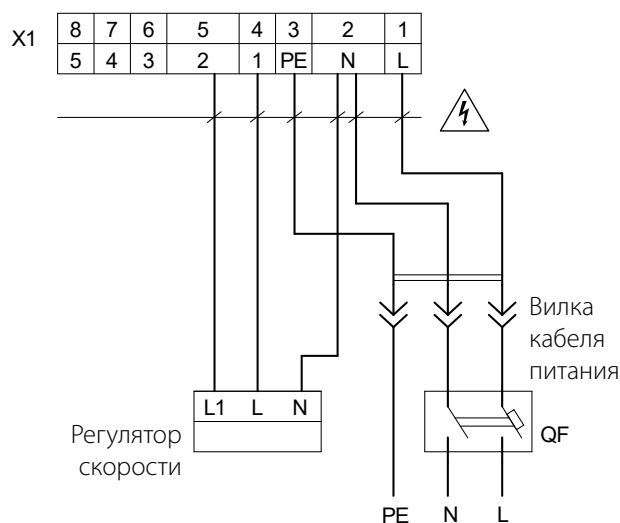 X1
8 7 6 5 4 3 2 1
5 4 3 2 1 PE N L
Вилка
кабеля
питания
L1 L N
Регулятор
скорости
QF
PE N L